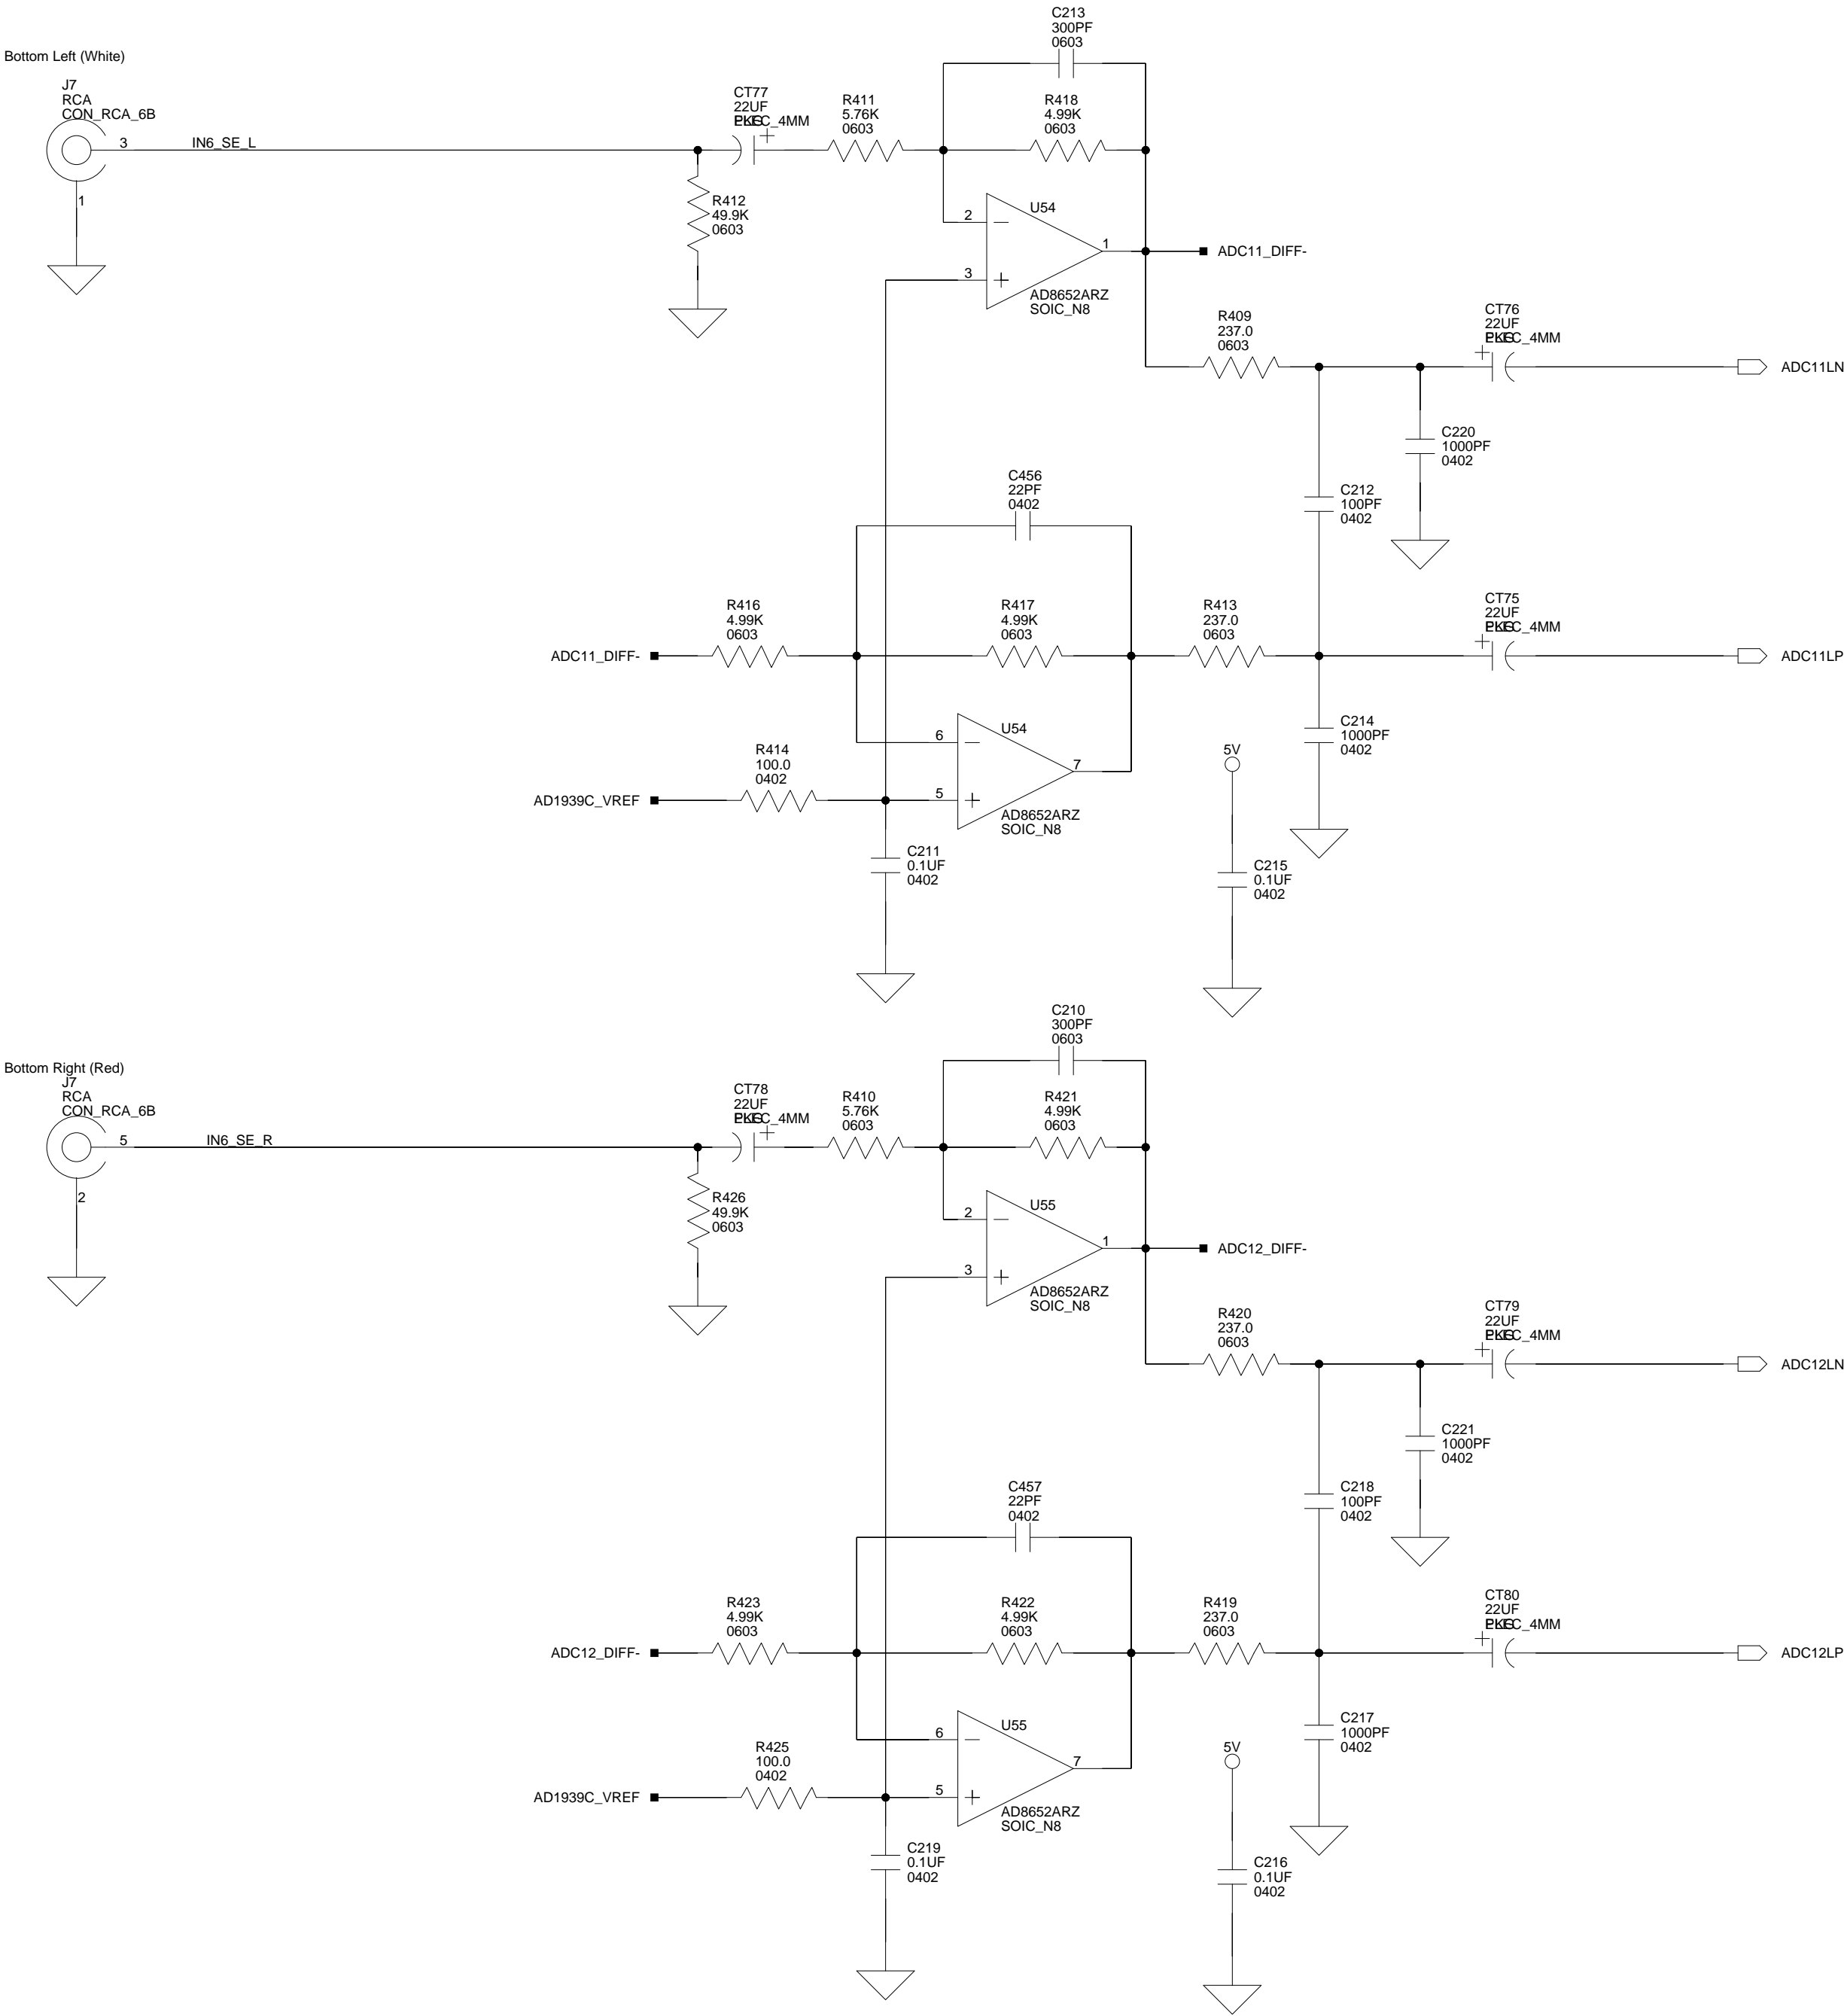 C213
300PF
0603
Bottom Left (White)
J7
RCA
CON_RCA_6B
3
IN6_SE_L
1
CT77
22UF
R411
5.76K
0603
R418
4.99K
0603
R412
49.9K
0603
2
U54
1
ADC11_DIFF-
3
AD8652ARZ
SOIC_N8
R409
237.0
0603
CT76
22UF
ADC11LN
C220
1000PF
0402
C456
22PF
0402
C212
100PF
0402
R416
4.99K
0603
R417
4.99K
0603
R413
237.0
0603
CT75
22UF
ADC11_DIFF-
ADC11LP
U54
6
7
5
AD8652ARZ
SOIC_N8
R414
100.0
0402
AD1939C_VREF
5V
C214
1000PF
0402
C211
0.1UF
0402
C215
0.1UF
0402
C210
300PF
0603
Bottom Right (Red)
J7
RCA
CON_RCA_6B
5
IN6_SE_R
2
CT78
22UF
R410
5.76K
0603
R421
4.99K
0603
R426
49.9K
0603
2
U55
1
ADC12_DIFF-
3
AD8652ARZ
SOIC_N8
R420
237.0
0603
CT79
22UF
ADC12LN
C221
1000PF
0402
C457
22PF
0402
C218
100PF
0402
R423
4.99K
0603
R422
4.99K
0603
R419
237.0
0603
CT80
22UF
ADC12_DIFF-
ADC12LP
U55
6
7
5
AD8652ARZ
SOIC_N8
R425
100.0
0402
AD1939C_VREF
5V
C217
1000PF
0402
C219
0.1UF
0402
C216
0.1UF
0402